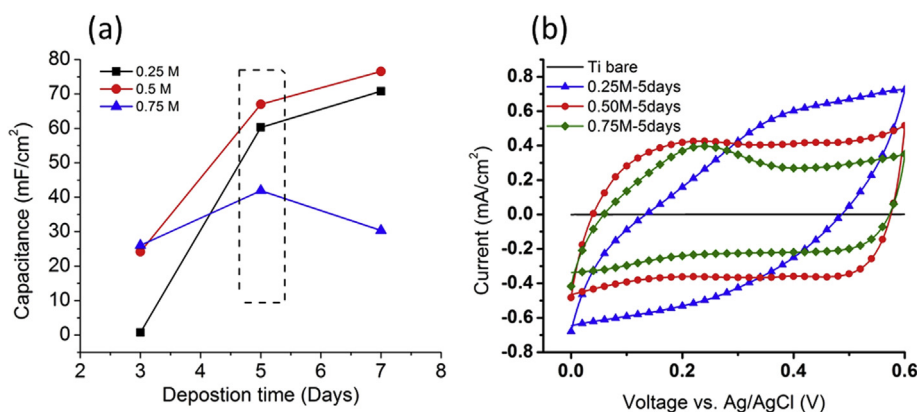 (a)
80
70
60
50
40
30
20
10
0
Capacitance (mF/cm²)
0.25 M
0.5 M
0.75 M
2 3 4 5 6 7 8
Depostion time (Days)
(b)
0.8
0.6
0.4
0.2
0.0
-0.2
-0.4
-0.6
-0.8
Current (mA/cm²)
Ti bare
0.25M-5days
0.50M-5days
0.75M-5days
0.0 0.2 0.4 0.6
Voltage vs. Ag/AgCl (V)